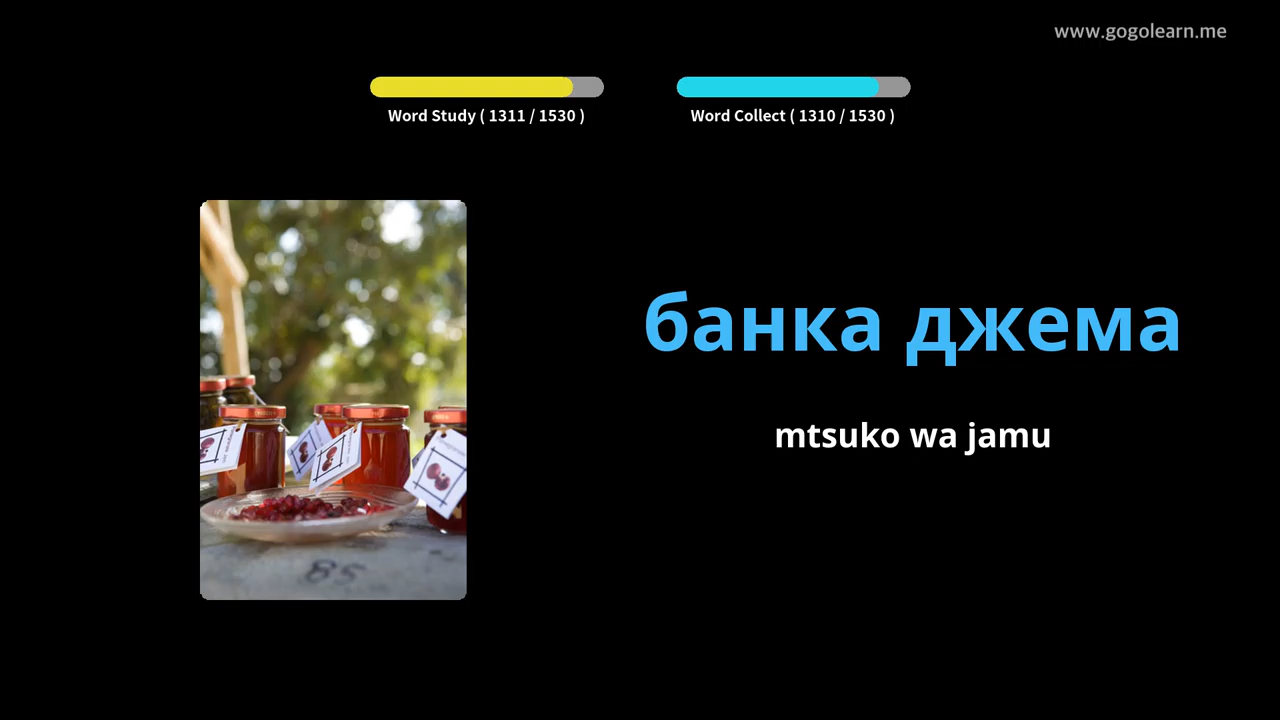 www.gogolearn.me
Word Study ( 1311 / 1530 )
Word Collect ( 1310 / 1530 )
банка джема
mtsuko wa jamu
85